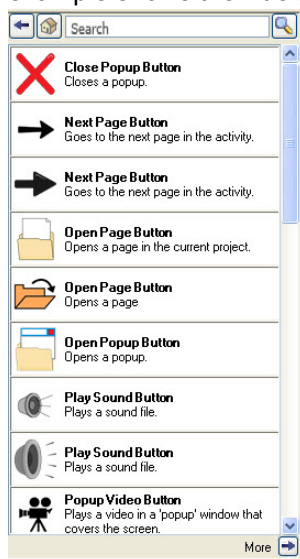 Search
Close Popup Button
Closes a popup.
Next Page Button
Goes to the next page in the activity.
Next Page Button
Goes to the next page in the activity.
Open Page Button
Opens a page in the current project.
Open Page Button
Opens a page
Open Popup Button
Opens a popup.
Play Sound Button
Plays a sound file.
Play Sound Button
Plays a sound file.
Popup Video Button
Plays a video in a 'popup' window that
covers the screen.
More